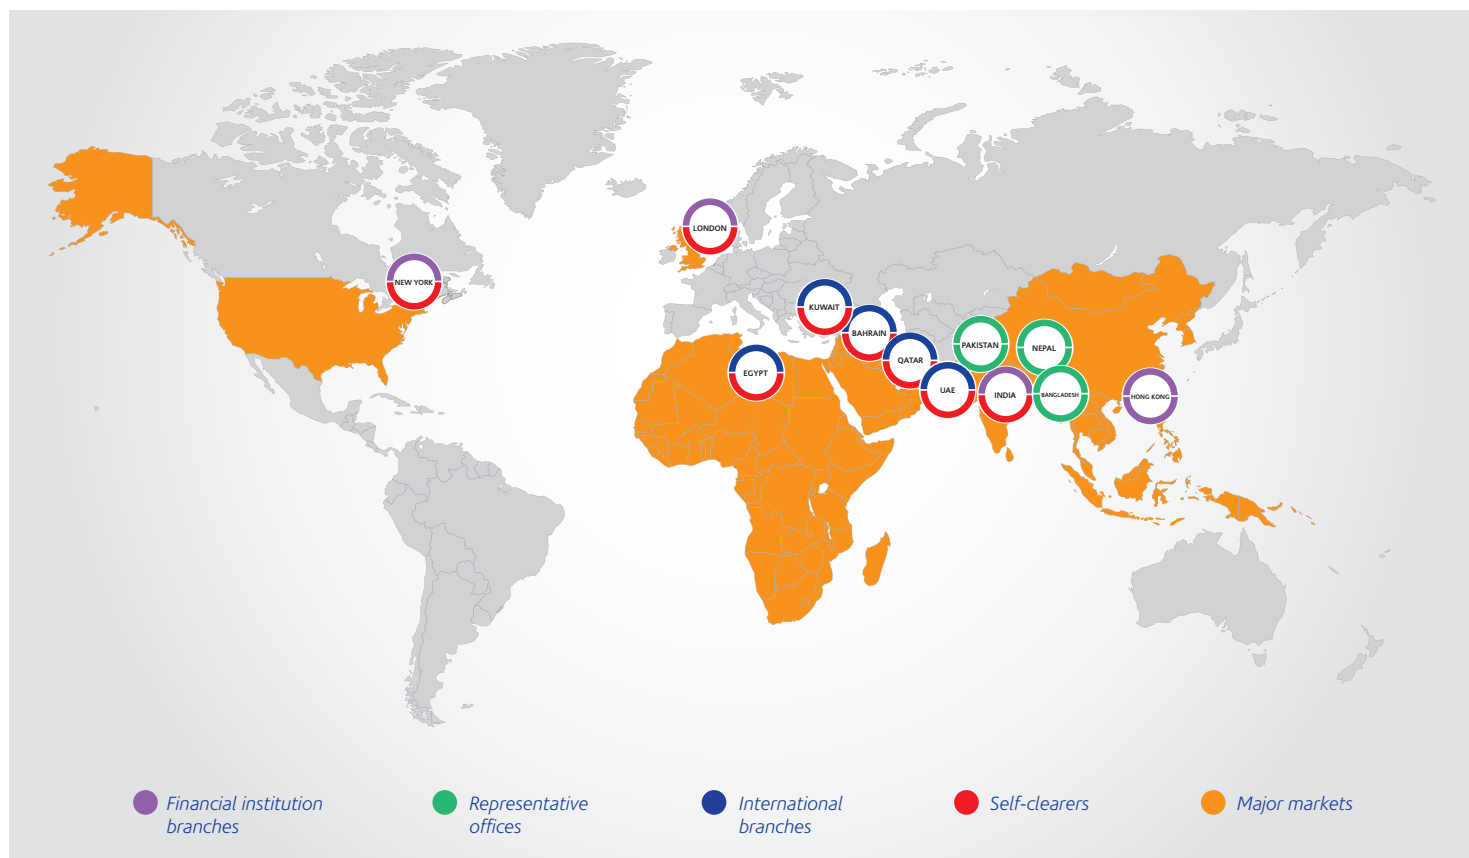 LONDON
NEW YORK
KUWAIT
BAHRAIN
PAKISTAN
NEPAL
QATAR
EGYPT
UAE
INDIA
BANGLADESH
HONG KONG
Financial institution
branches
Representative
offices
International
branches
Self-clearers
Major markets